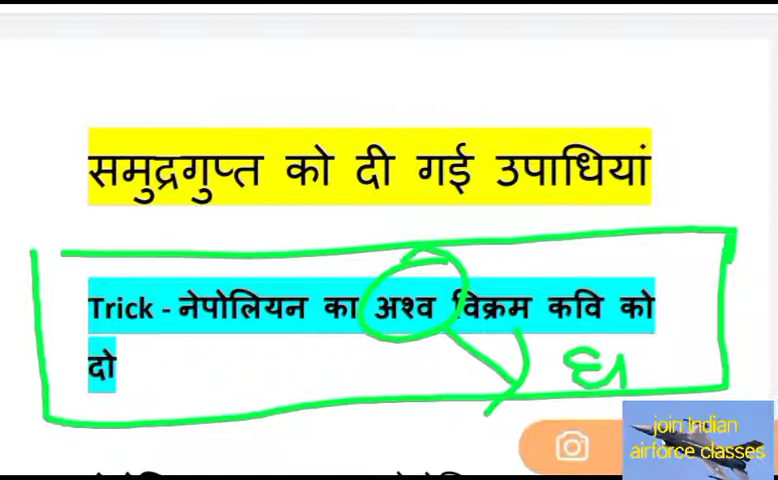 समुद्रगुप्त को दी गई उपाधियां
Trick - नेपोलियन का अश्व विक्रम कवि को
दो
join Indian
airforce classes